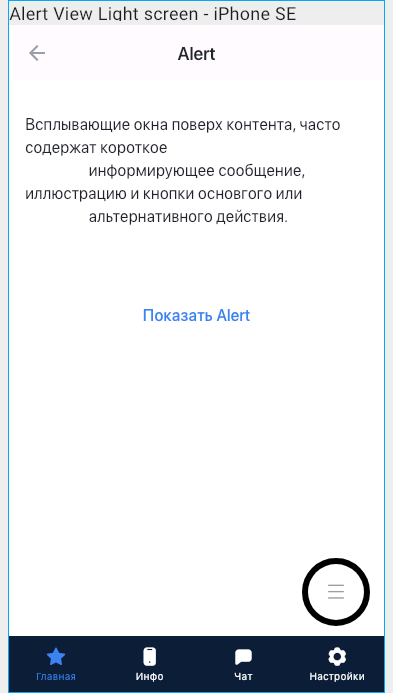 Alert View Light screen - iPhone SE
Alert
Всплывающие окна поверх контента, часто
содержат короткое
информирующее сообщение,
иллюстрацию и кнопки основгого или
альтернативного действия.
Показать Alert
Главная
Инфо
Чат
Настройки